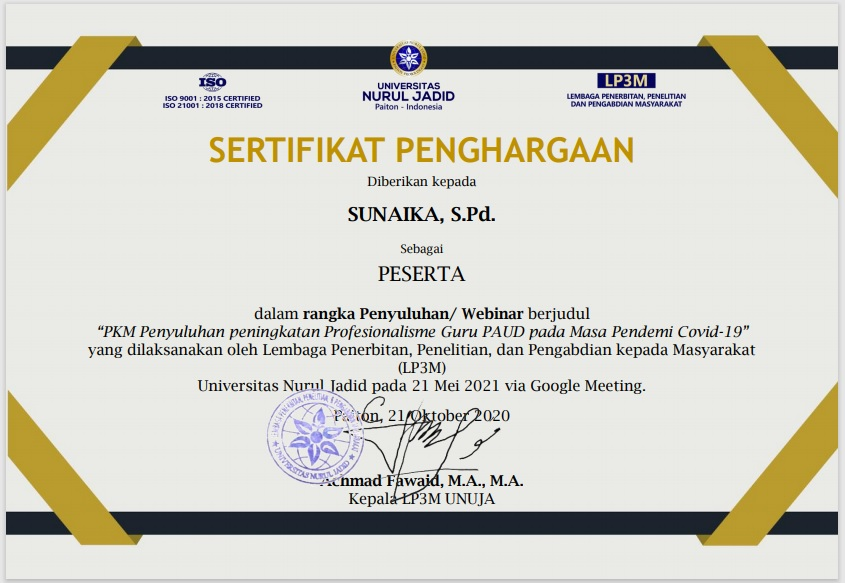 ISO
ISO 9001 : 2015 CERTIFIED
ISO 21001 : 2018 CERTIFIED
UNIVERSITAS
NURUL JADID
Paiton - Indonesia
LP3M
LEMBAGA PENERBITAN, PENELITIAN
DAN PENGABDIAN MASYARAKAT
SERTIFIKAT PENGHARGAAN
Diberikan kepada
SUNAIKA, S.Pd.
Sebagai
PESERTA
dalam rangka Penyuluhan/ Webinar berjudul
“PKM Penyuluhan peningkatan Profesionalisme Guru PAUD pada Masa Pendemi Covid-19”
yang dilaksanakan oleh Lembaga Penerbitan, Penelitian, dan Pengabdian kepada Masyarakat
(LP3M)
Universitas Nurul Jadid pada 21 Mei 2021 via Google Meeting.
Paiton, 21 Oktober 2020
UNIVERSITAS NURUL JADID
Achmad Fawaid, M.A., M.A.
Kepala LP3M UNUJA